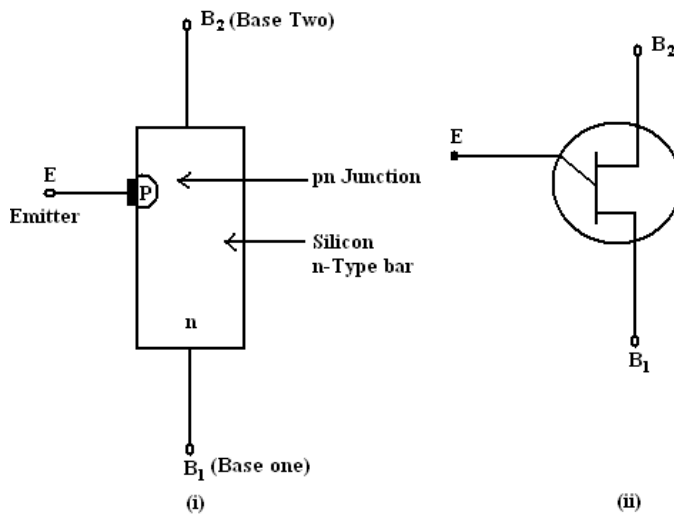 B2 (Base Two)
E
Emitter
P
pn Junction
Silicon
n-Type bar
n
B1 (Base one)
(i)
B2
E
B1
(ii)